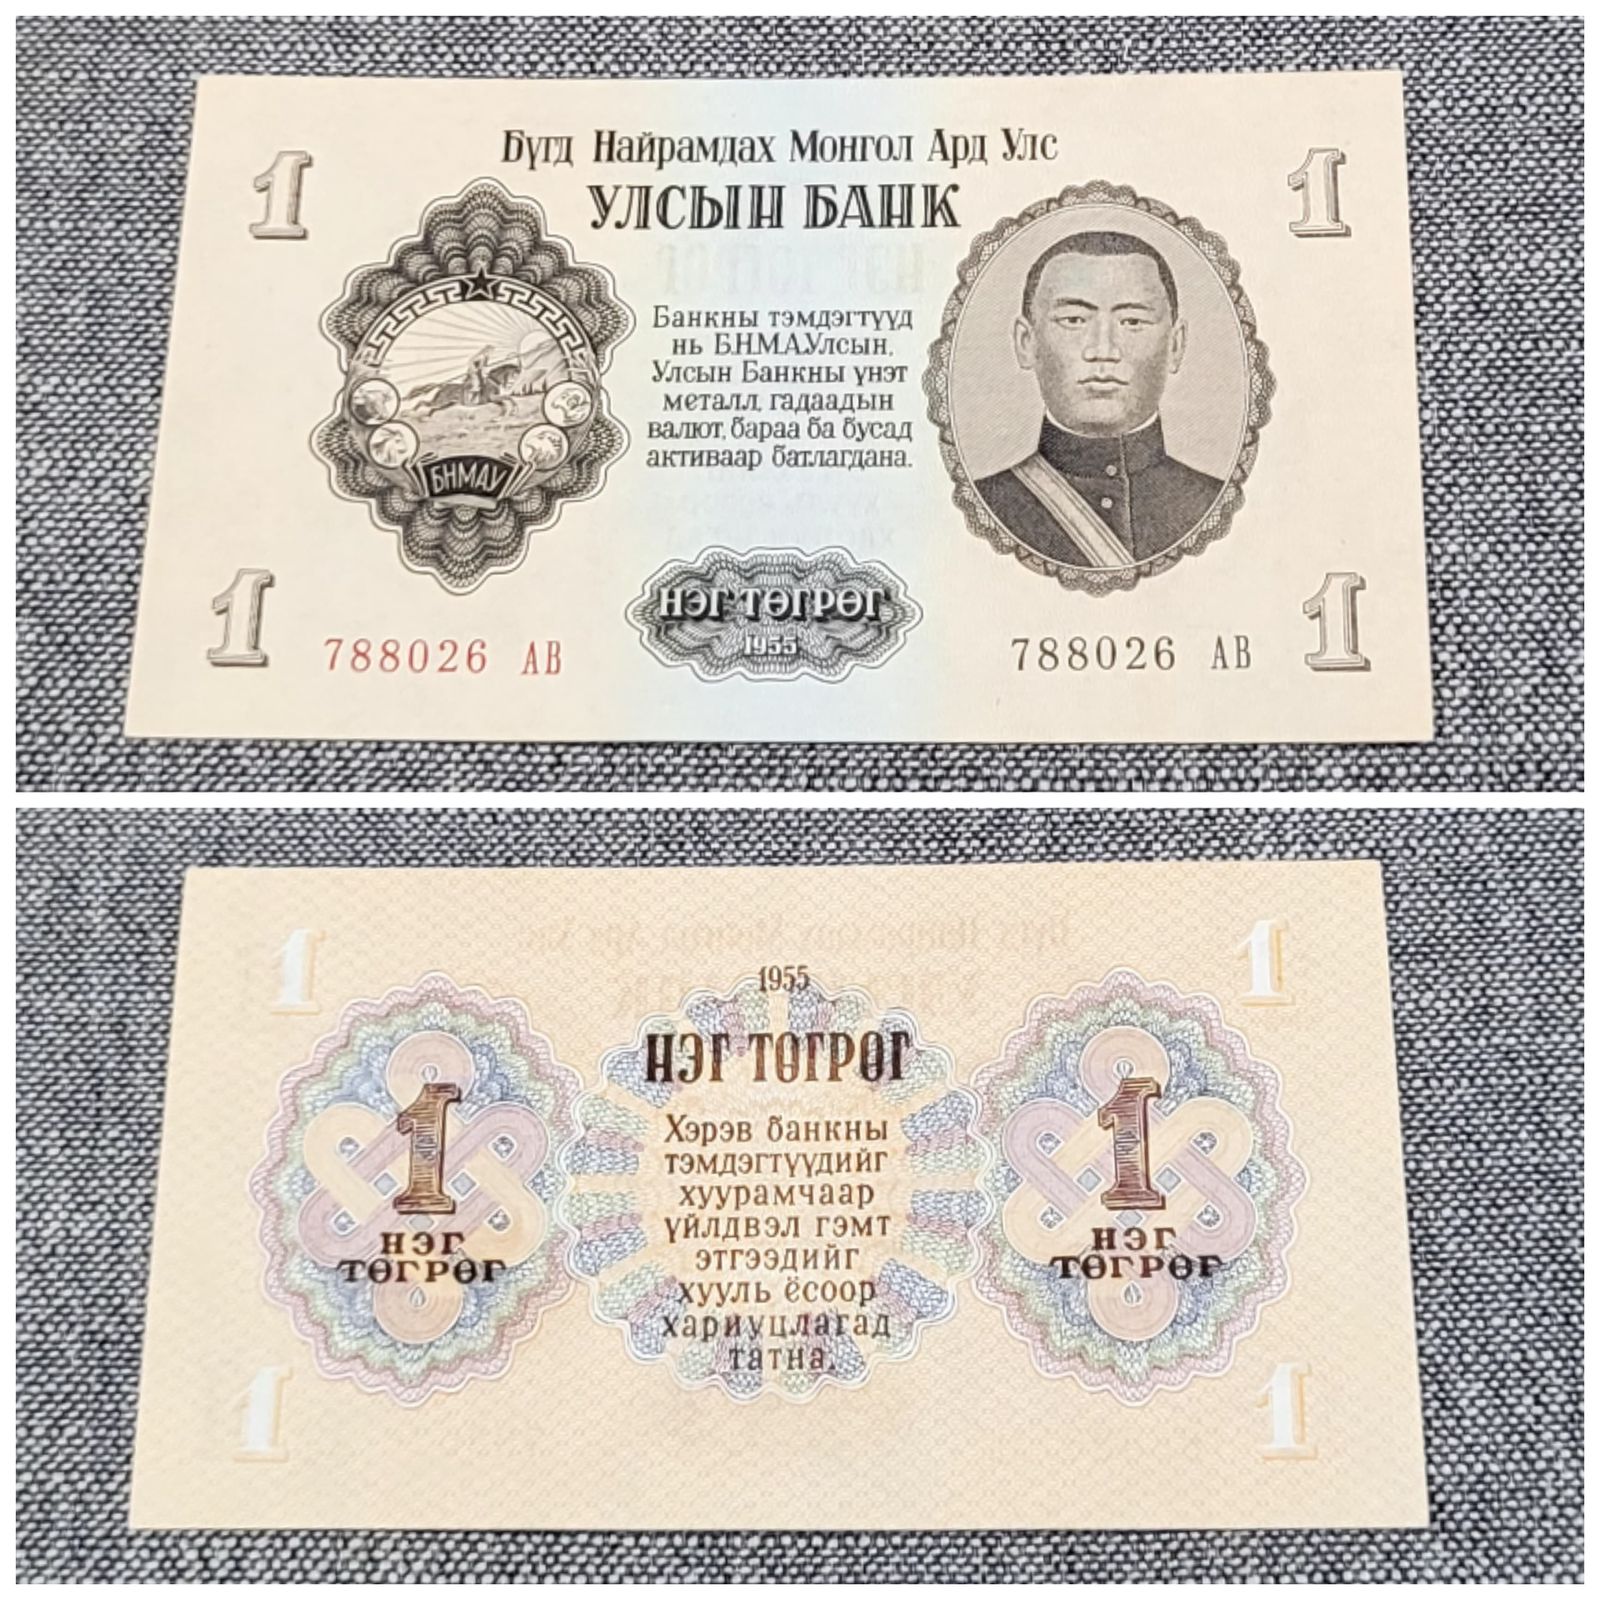 1
1
Бүгд Найрамдах Монгол Ард Улс
УЛСЫН БАНК
Банкны тэмдэгтүүд
нь Б.Н.М.А.Улсын,
Улсын Банкны үнэт
металл, гадаадын
валют, бараа ба бусад
активаар батлагдана.
БНМАУ
НЭГ ТӨГРӨГ
1955
1
788026 АВ
788026 АВ
1
1
1
1955
НЭГ ТӨГРӨГ
Хэрэв банкны
тэмдэгтүүдийг
хуурамчаар
үйлдвэл гэмт
этгээдийг
хууль ёсоор
хариуцлагад
татна.
1
НЭГ
ТӨГРӨГ
1
НЭГ
ТӨГРӨГ
1
1